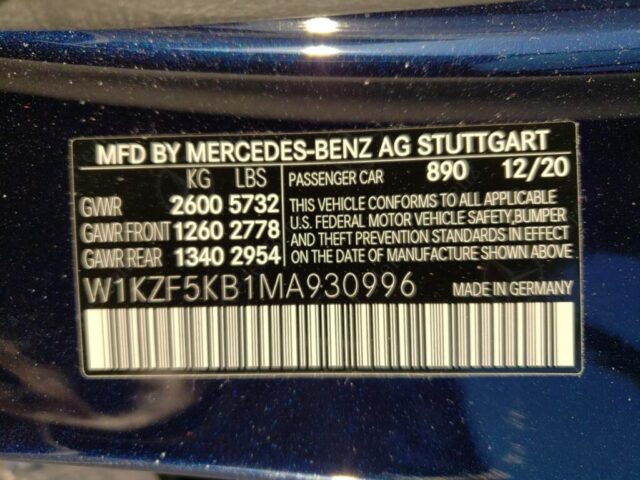 MFD BY MERCEDES-BENZ AG STUTTGART
KG LBS PASSENGER CAR 890 12/20
GVWR 2600 5732 THIS VEHICLE CONFORMS TO ALL APPLICABLE
U.S. FEDERAL MOTOR VEHICLE SAFETY,BUMPER
GAWR FRONT 1260 2778 AND THEFT PREVENTION STANDARDS IN EFFECT
GAWR REAR 1340 2954 ON THE DATE OF MANUFACTURE SHOWN ABOVE.
W1KZF5KB1MA930996 MADE IN GERMANY